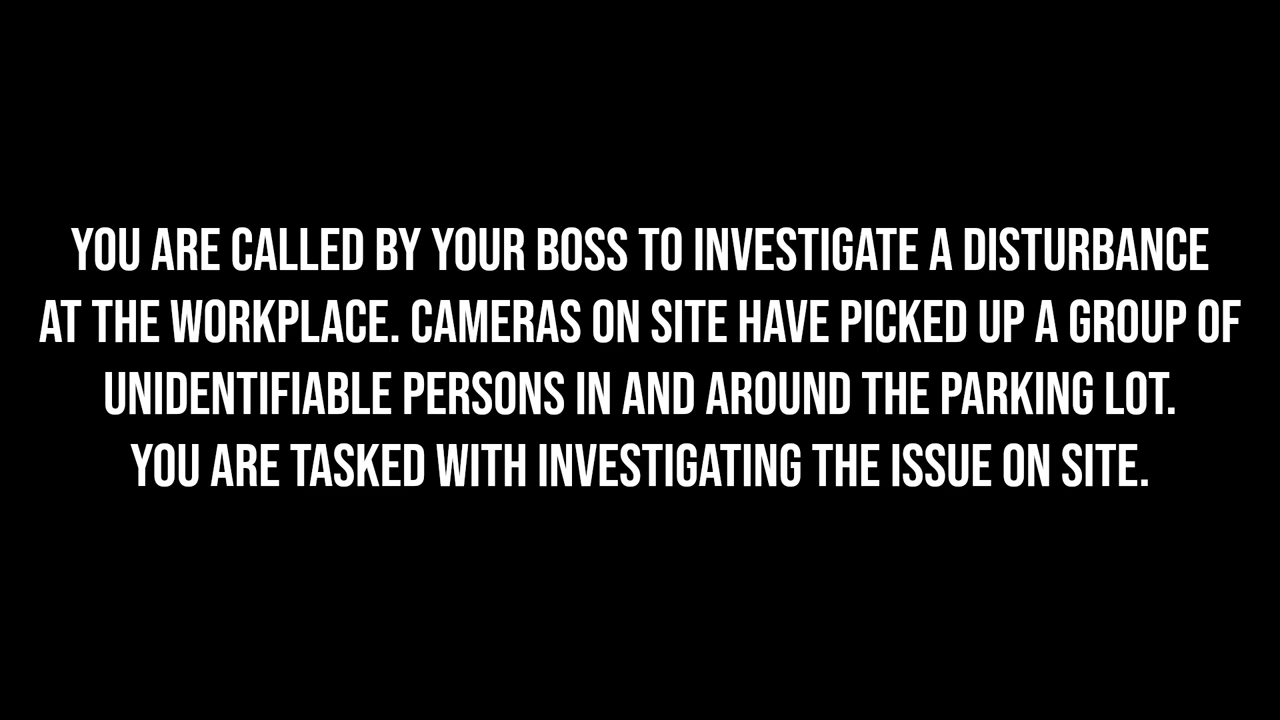 YOU ARE CALLED BY YOUR BOSS TO INVESTIGATE A DISTURBANCE
AT THE WORKPLACE. CAMERAS ON SITE HAVE PICKED UP A GROUP OF
UNIDENTIFIABLE PERSONS IN AND AROUND THE PARKING LOT.
YOU ARE TASKED WITH INVESTIGATING THE ISSUE ON SITE.